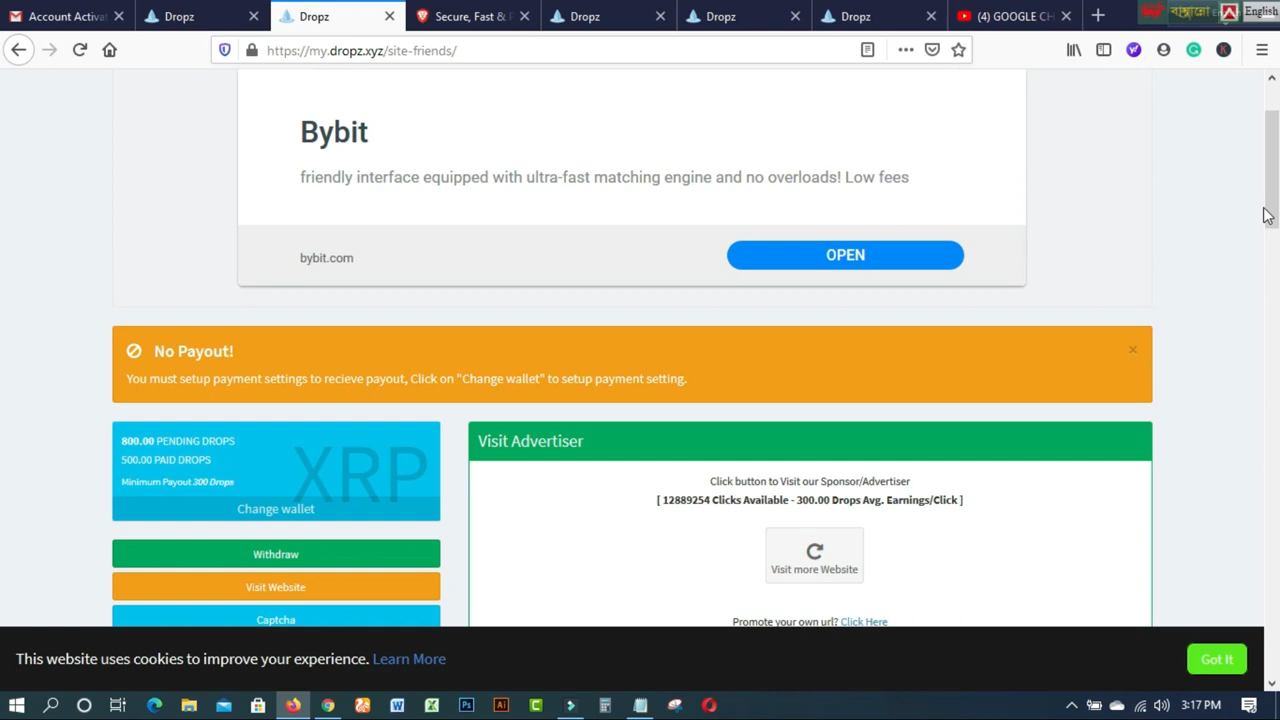 Account Activat
Dropz
Dropz
Secure, Fast & P
Dropz
Dropz
Dropz
(4) GOOGLE CH
English
https://my.dropz.xyz/site-friends/
Bybit
friendly interface equipped with ultra-fast matching engine and no overloads! Low fees
bybit.com
OPEN
No Payout!
You must setup payment settings to recieve payout, Click on "Change wallet" to setup payment setting.
800.00 PENDING DROPS
500.00 PAID DROPS
Minimum Payout 300 Drops
XRP
Change wallet
Withdraw
Visit Website
Captcha
Visit Advertiser
Click button to Visit our Sponsor/Advertiser
[ 12889254 Clicks Available - 300.00 Drops Avg. Earnings/Click ]
Visit more Website
Promote your own url? Click Here
This website uses cookies to improve your experience. Learn More
Got It
3:17 PM